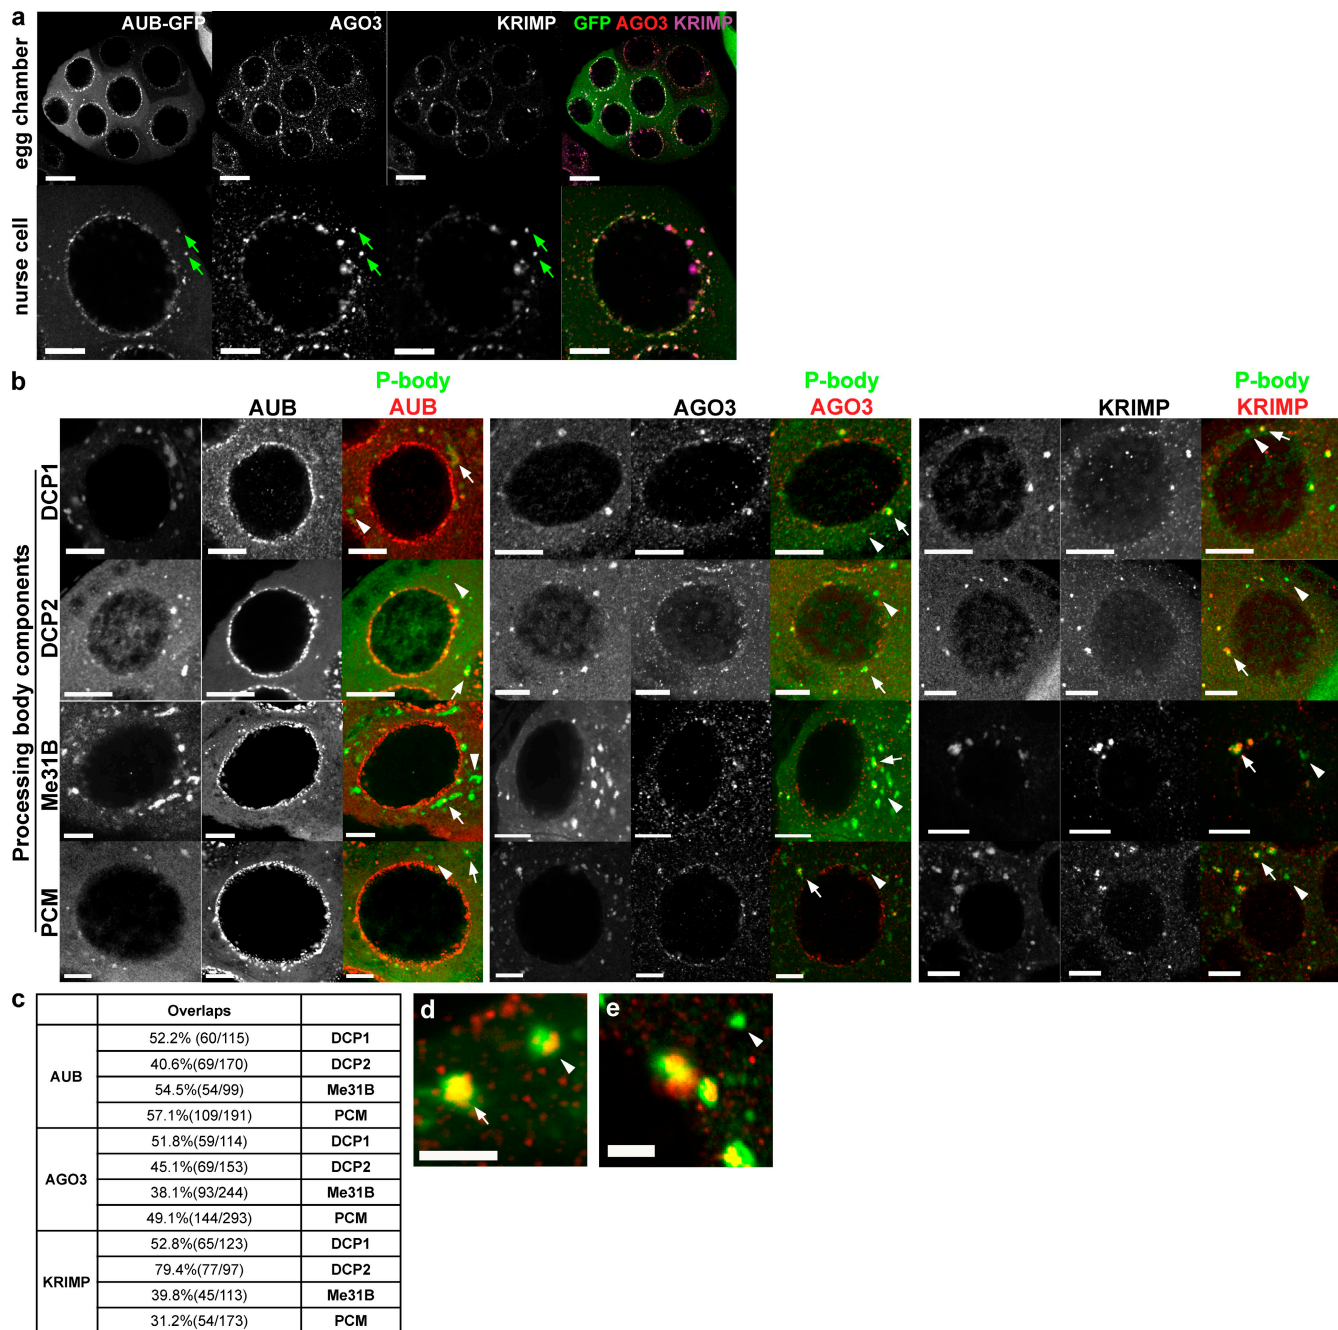 a
AUB-GFP AGO3 KRIMP GFP AGO3 KRIMP
egg chamber
nurse cell
b
P-body P-body P-body
AUB AUB AGO3 AGO3 KRIMP KRIMP
Processing body components
DCP1
DCP2
Me31B
PCM
c
Overlaps
AUB
52.2% (60/115) DCP1
40.6%(69/170) DCP2
54.5%(54/99) Me31B
57.1%(109/191) PCM
AGO3
51.8%(59/114) DCP1
45.1%(69/153) DCP2
38.1%(93/244) Me31B
49.1%(144/293) PCM
KRIMP
52.8%(65/123) DCP1
79.4%(77/97) DCP2
39.8%(45/113) Me31B
31.2%(54/173) PCM
d
e